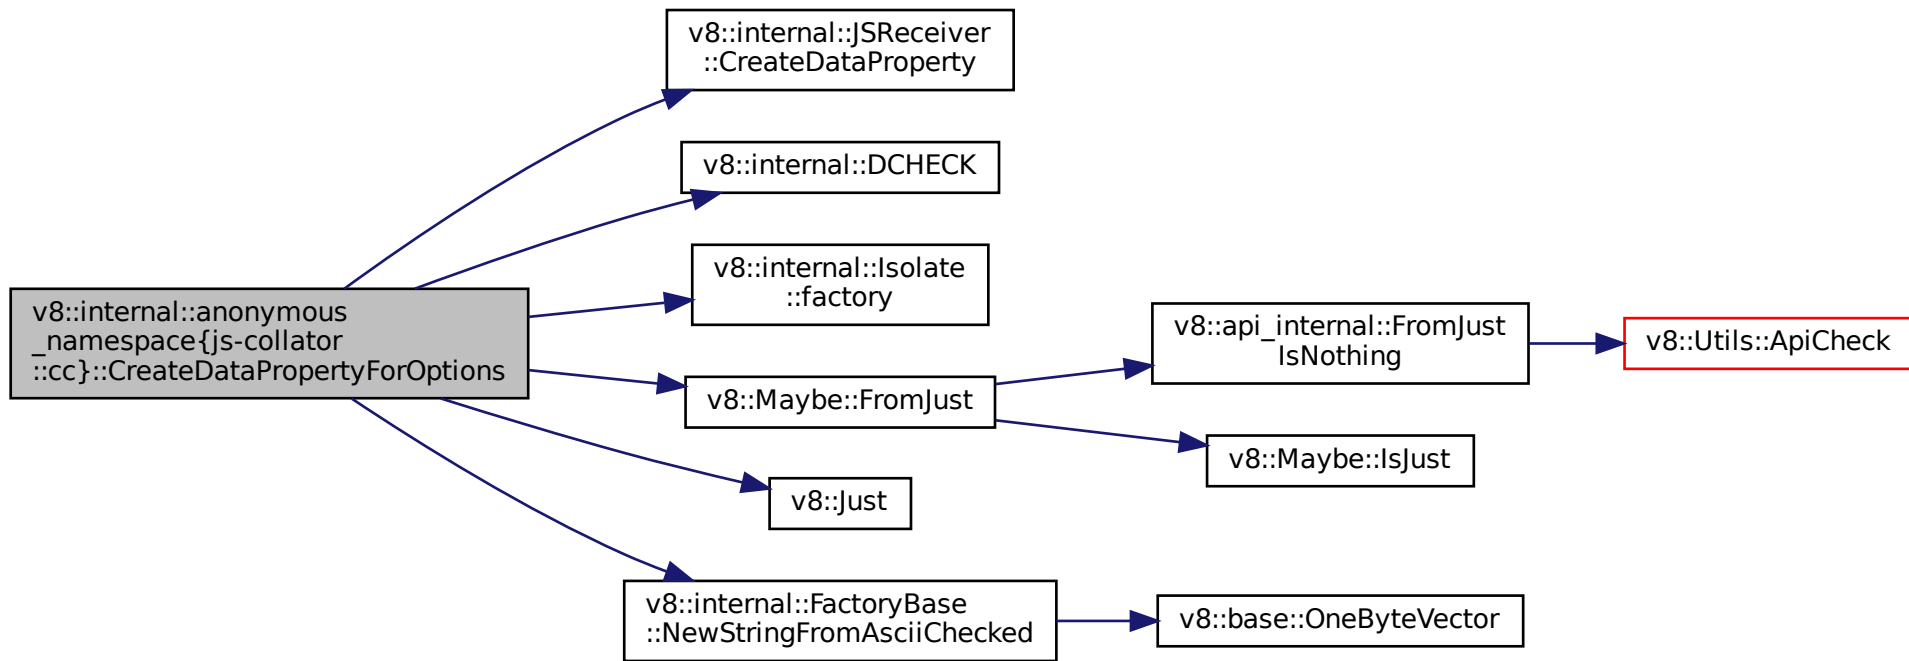 v8::internal::JSReceiver
::CreateDataProperty
v8::internal::DCHECK
v8::internal::Isolate
::factory
v8::internal::anonymous
_namespace{js-collator
::cc}::CreateDataPropertyForOptions
v8::Maybe::FromJust
v8::api_internal::FromJust
IsNothing
v8::Utils::ApiCheck
v8::Maybe::IsJust
v8::Just
v8::internal::FactoryBase
::NewStringFromAsciiChecked
v8::base::OneByteVector